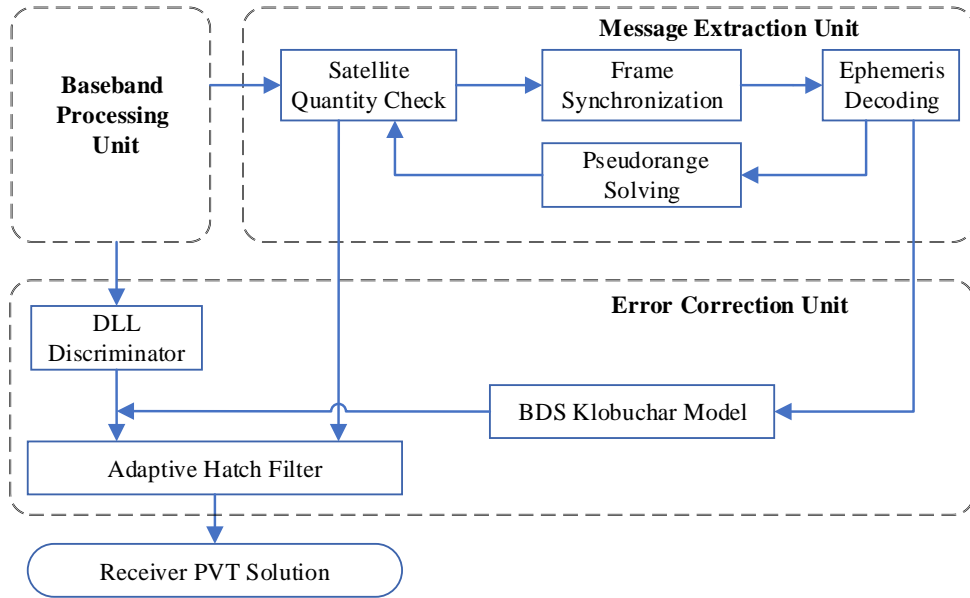 Message Extraction Unit
Baseband
Processing
Unit
Satellite
Quantity Check
Frame
Synchronization
Ephemeris
Decoding
Pseudorange
Solving
Error Correction Unit
DLL
Discriminator
BDS Klobuchar Model
Adaptive Hatch Filter
Receiver PVT Solution